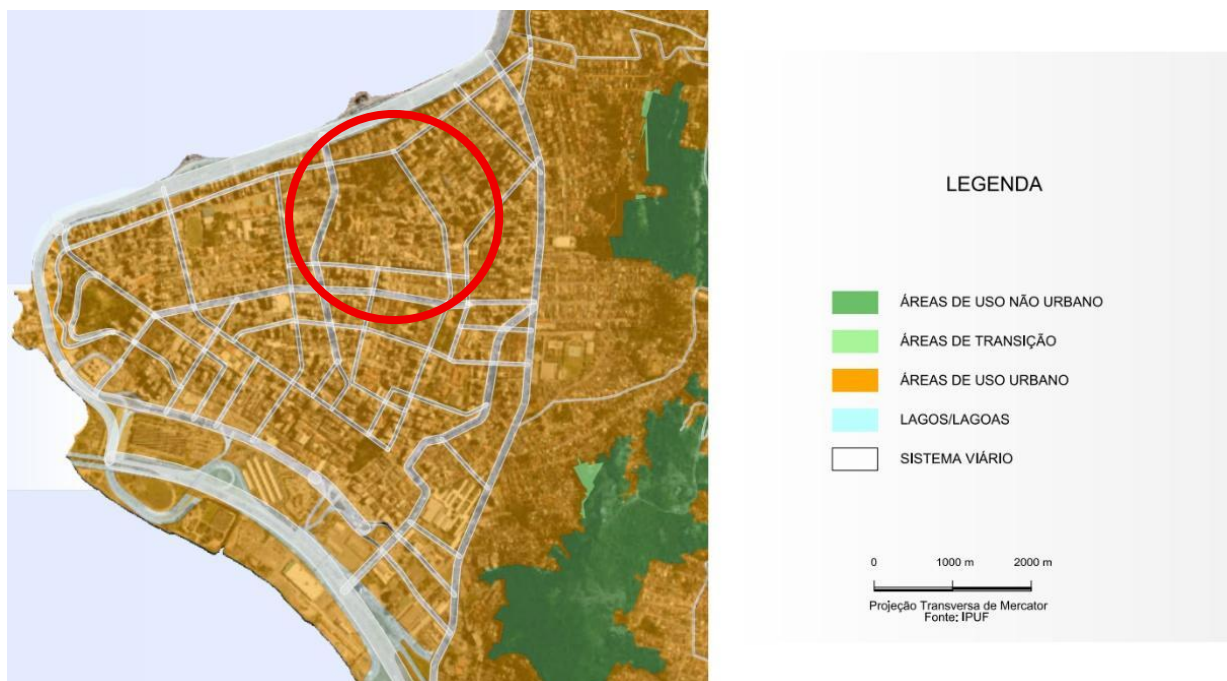 LEGENDA
ÁREAS DE USO NÃO URBANO
ÁREAS DE TRANSIÇÃO
ÁREAS DE USO URBANO
LAGOS/LAGOAS
SISTEMA VIÁRIO
0 1000 m 2000 m
Projeção Transversa de Mercator
Fonte: IPUF